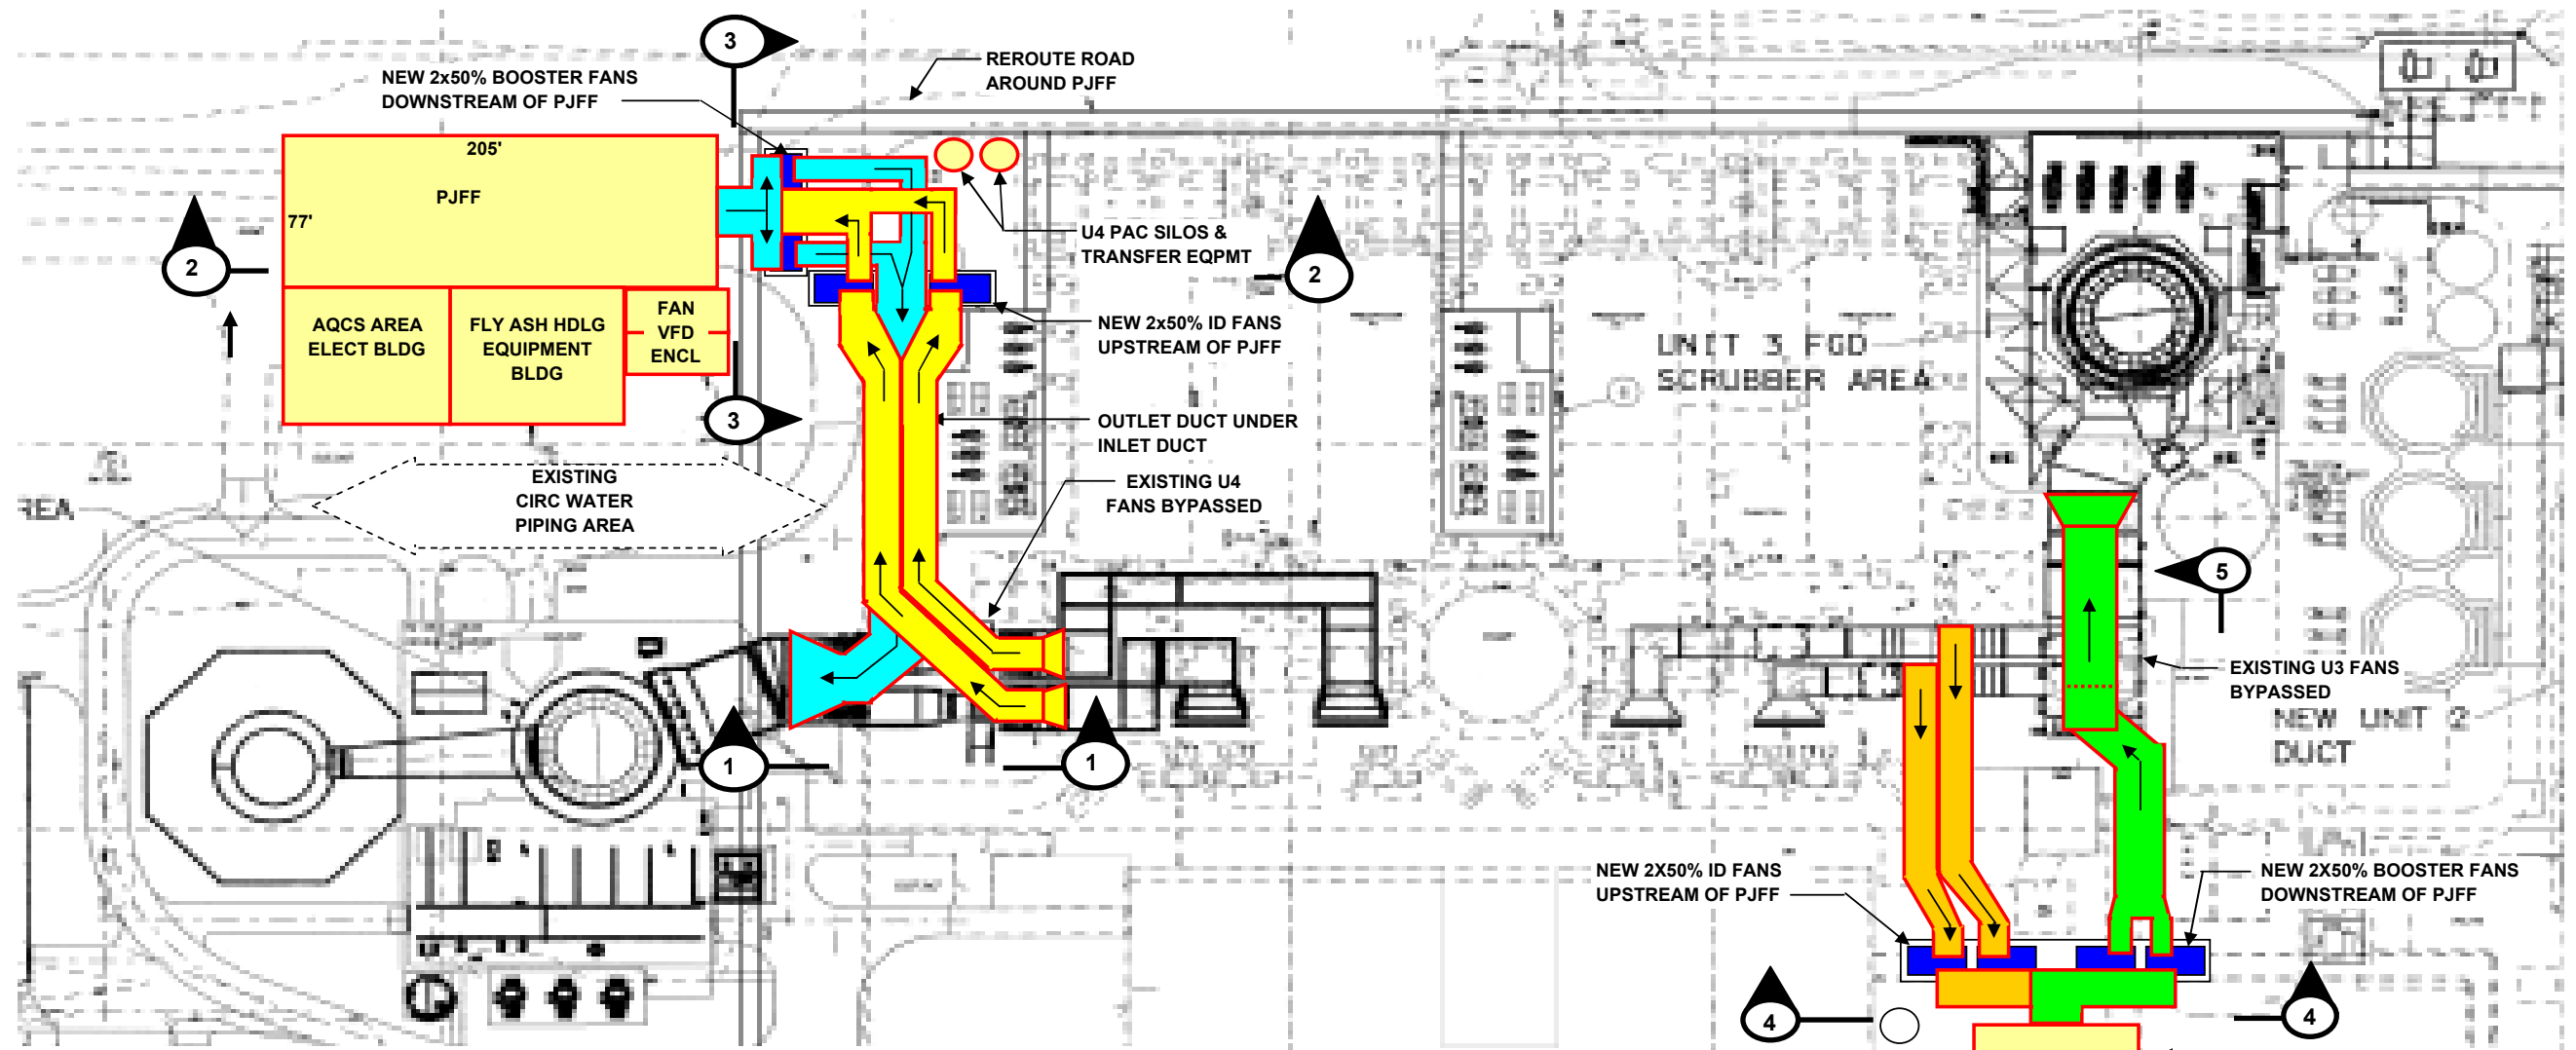 3
REROUTE ROAD
AROUND PJFF
NEW 2x50% BOOSTER FANS
DOWNSTREAM OF PJFF
205'
PJFF
77'
2
U4 PAC SILOS &
TRANSFER EQPMT
2
AQCS AREA
ELECT BLDG
FLY ASH HDLG
EQUIPMENT
BLDG
FAN
VFD
ENCL
NEW 2x50% ID FANS
UPSTREAM OF PJFF
UNIT 3 FGD
SCRUBBER AREA
3
OUTLET DUCT UNDER
INLET DUCT
EXISTING
CIRC WATER
PIPING AREA
EXISTING U4
FANS BYPASSED
5
EXISTING U3 FANS
BYPASSED
NEW UNIT 2
DUCT
1
1
NEW 2X50% ID FANS
UPSTREAM OF PJFF
NEW 2X50% BOOSTER FANS
DOWNSTREAM OF PJFF
4
4